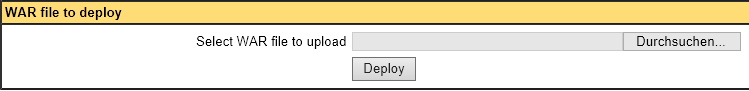 WAR file to deploy
Select WAR file to upload Durchsuchen...
Deploy